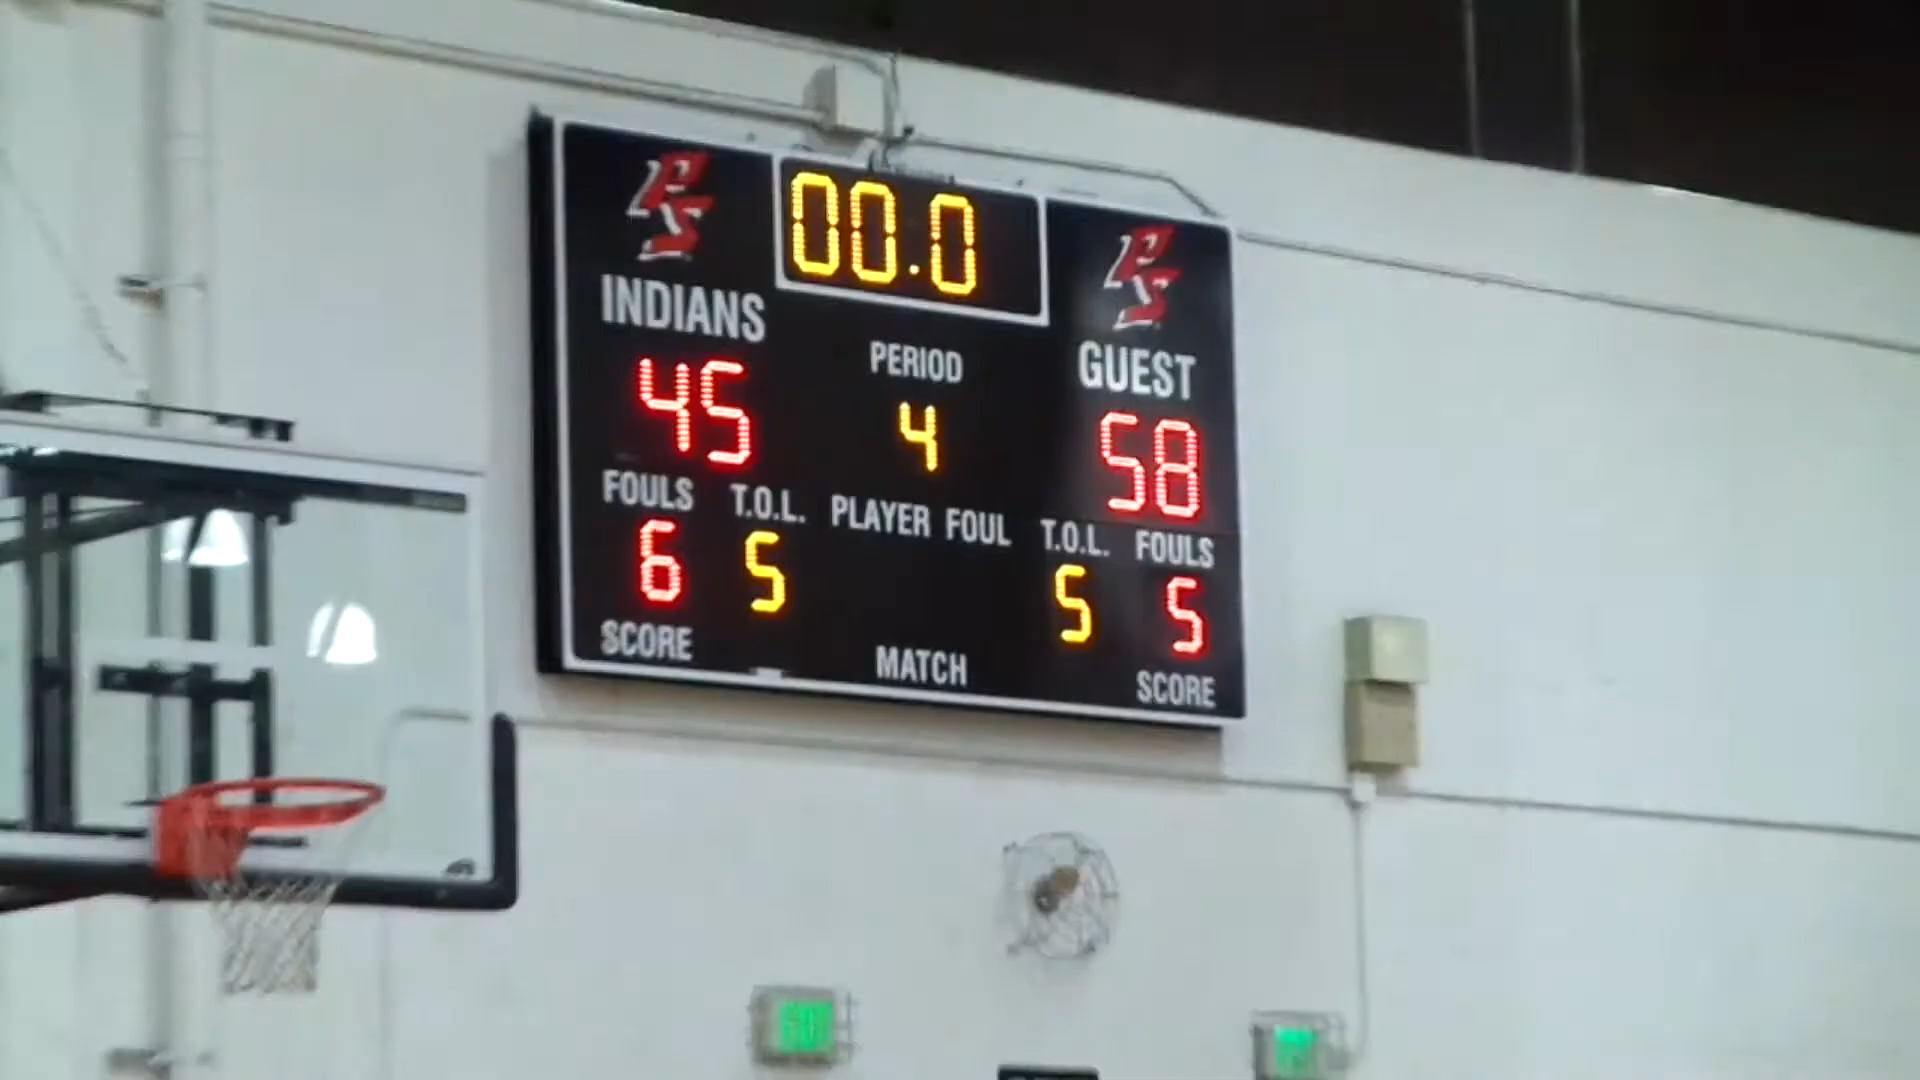 PS
00.0
PS
INDIANS
PERIOD
GUEST
45
4
58
FOULS
T.O.L.
PLAYER FOUL
T.O.L.
FOULS
6
5
5
5
SCORE
MATCH
SCORE